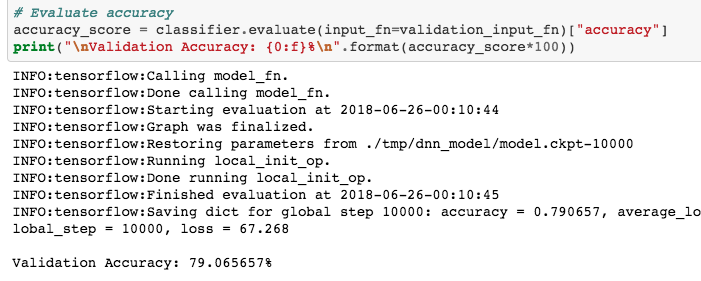 # Evaluate accuracy
accuracy_score = classifier.evaluate(input_fn=validation_input_fn)["accuracy"]
print("\nValidation Accuracy: {0:f}%\n".format(accuracy_score*100))
INFO:tensorflow:Calling model_fn.
INFO:tensorflow:Done calling model_fn.
INFO:tensorflow:Starting evaluation at 2018-06-26-00:10:44
INFO:tensorflow:Graph was finalized.
INFO:tensorflow:Restoring parameters from ./tmp/dnn_model/model.ckpt-10000
INFO:tensorflow:Running local_init_op.
INFO:tensorflow:Done running local_init_op.
INFO:tensorflow:Finished evaluation at 2018-06-26-00:10:45
INFO:tensorflow:Saving dict for global step 10000: accuracy = 0.790657, average_lo
lobal_step = 10000, loss = 67.268
Validation Accuracy: 79.065657%